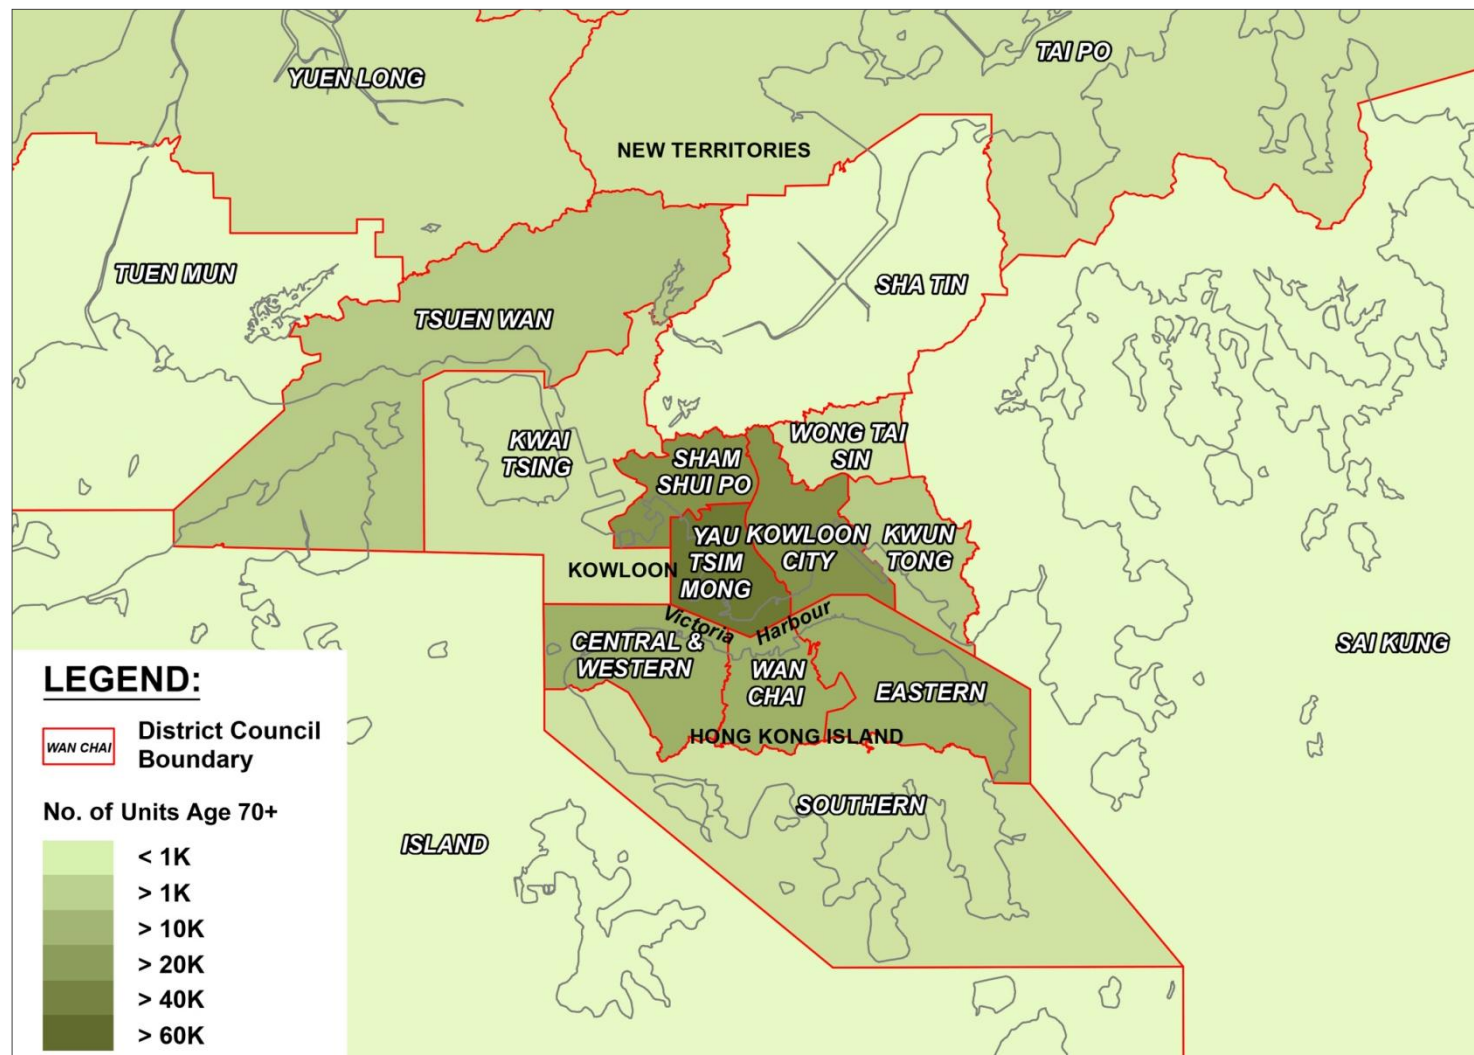 YUEN LONG
TAI PO
NEW TERRITORIES
TUEN MUN
SHA TIN
TSUEN WAN
KWAI
TSING
SHAM
SHUI PO
WONG TAI
SIN
YAU
TSIM
MONG
KOWLOON
CITY
KWUN
TONG
KOWLOON
Victoria Harbour
CENTRAL &
WESTERN
WAN
CHAI
EASTERN
SAI KUNG
HONG KONG ISLAND
SOUTHERN
ISLAND
LEGEND:
WAN CHAI
District Council
Boundary
No. of Units Age 70+
< 1K
> 1K
> 10K
> 20K
> 40K
> 60K